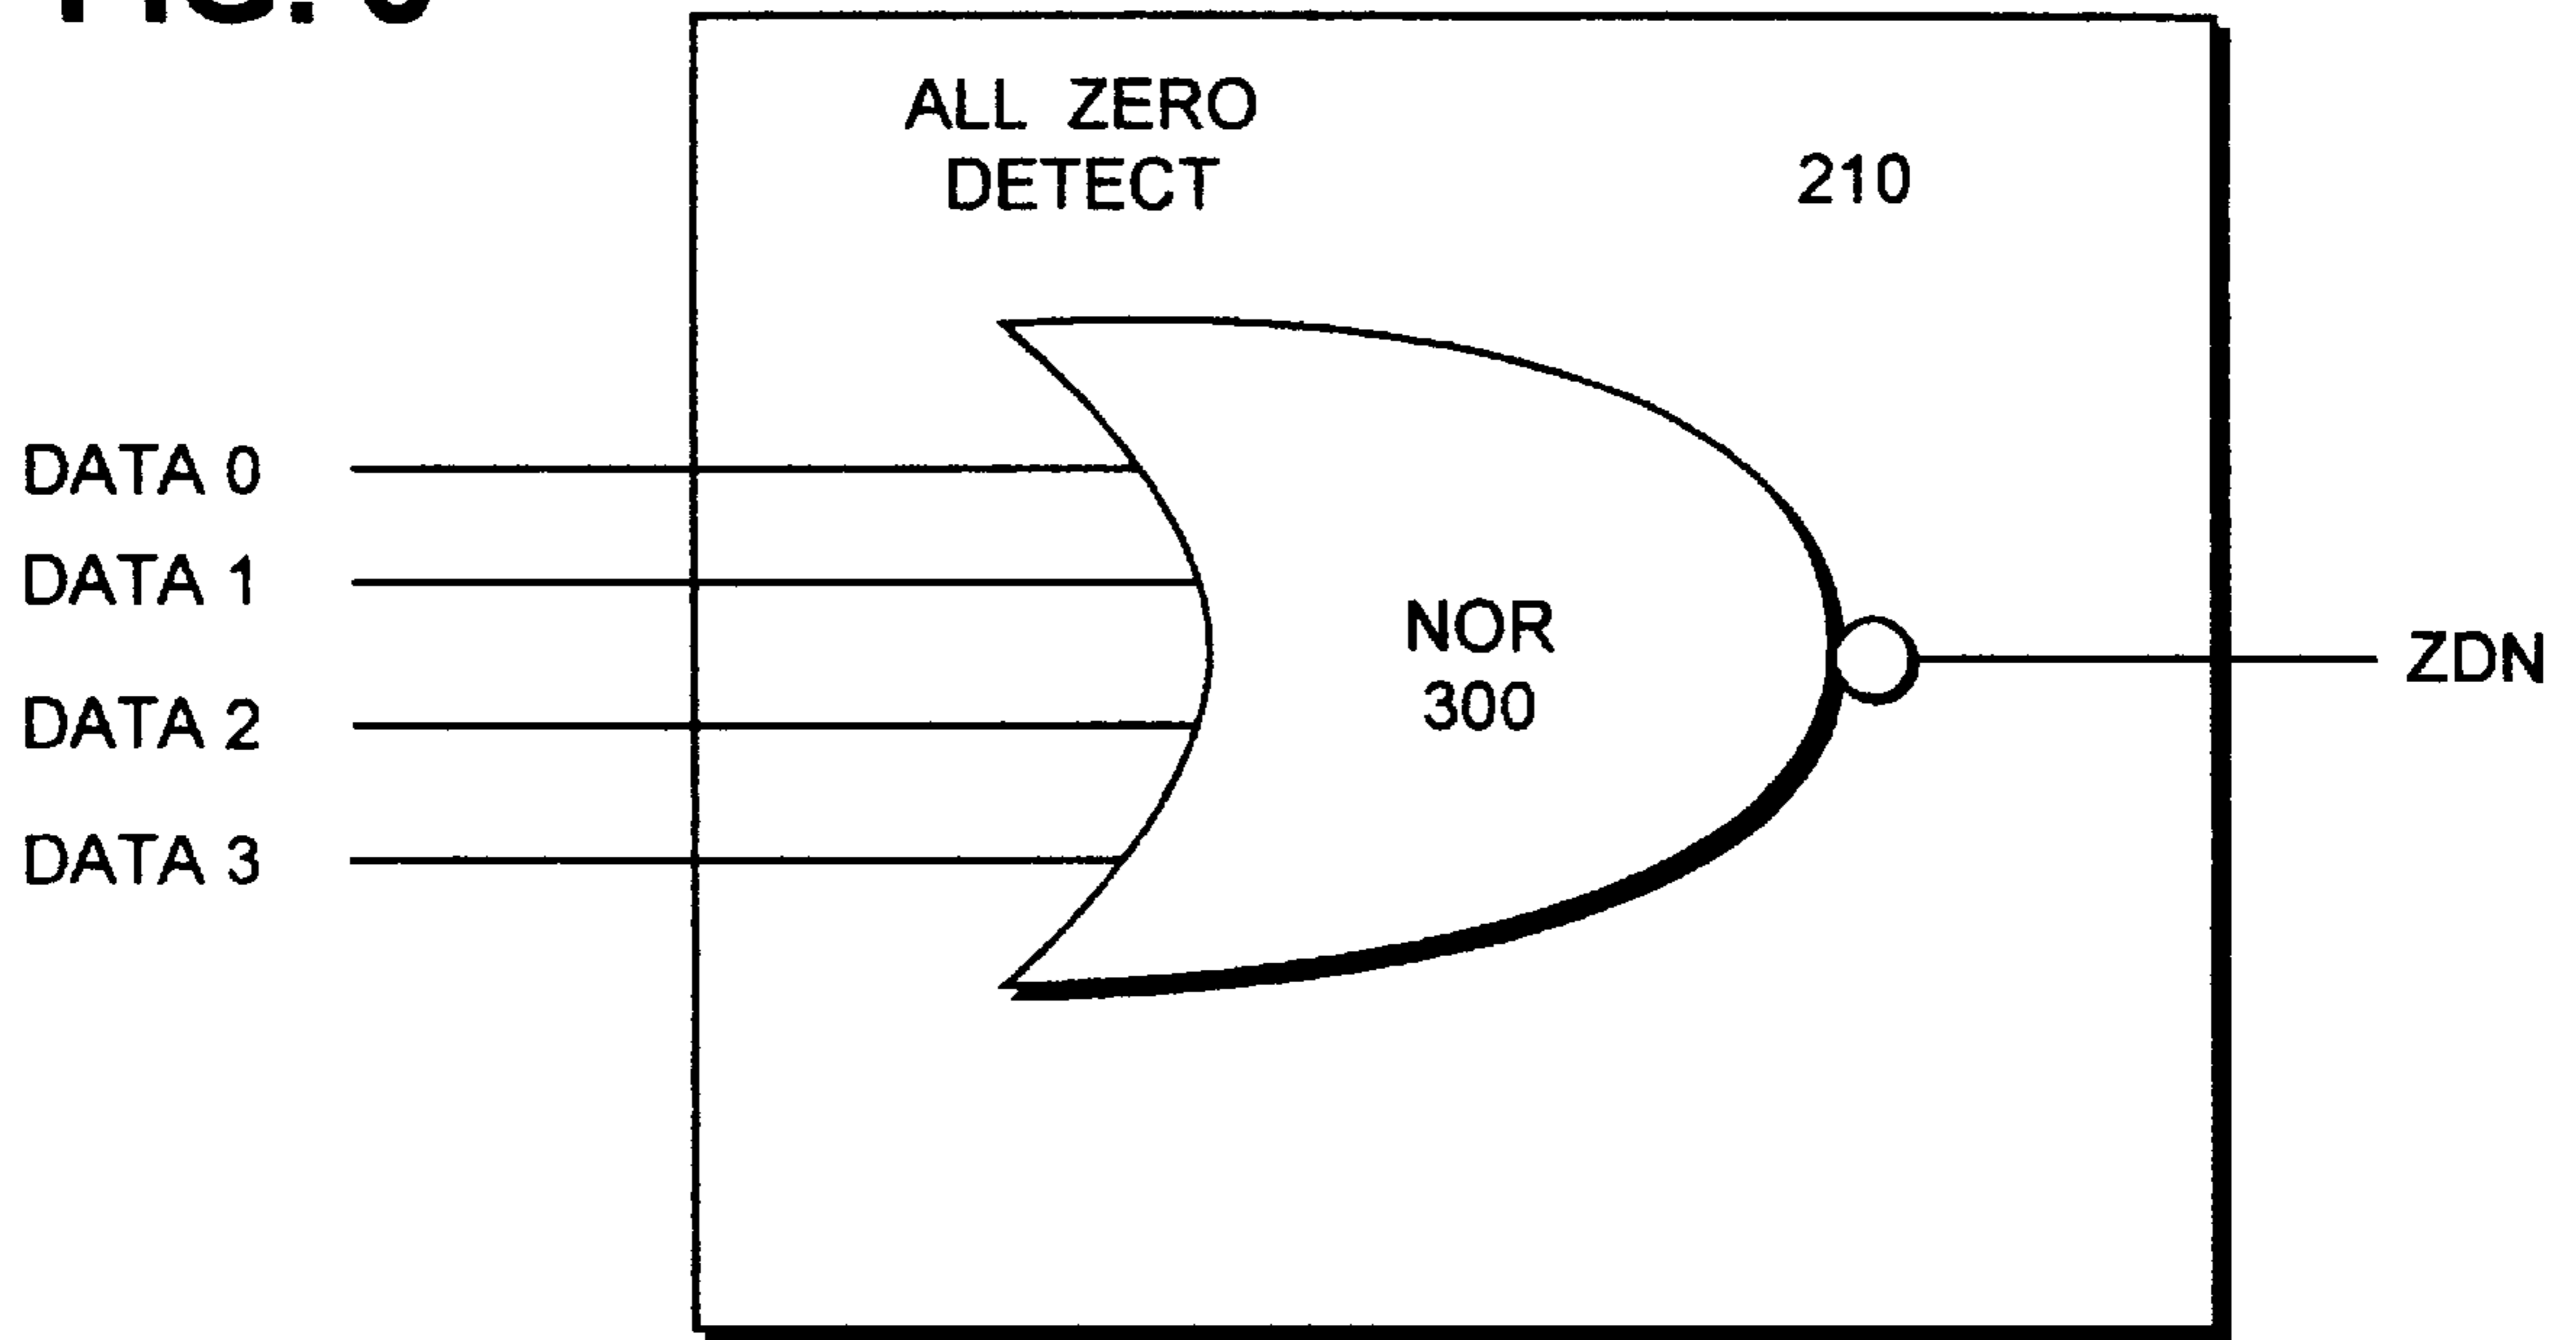 ALL ZERO
DETECT
210
DATA 0
DATA 1
NOR
ZDN
300
DATA 2
DATA 3